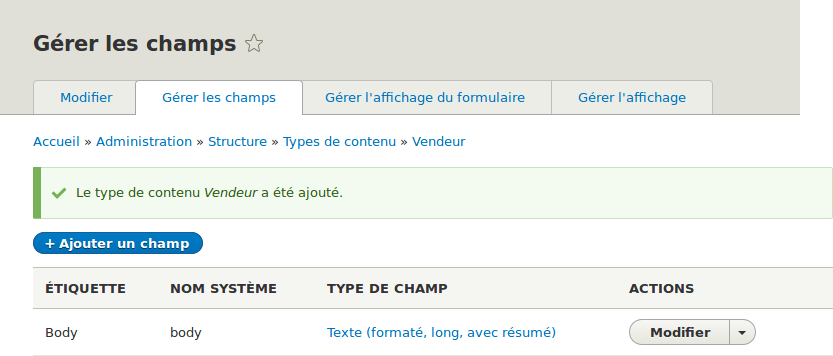 Gérer les champs
Modifier Gérer les champs Gérer l'affichage du formulaire Gérer l'affichage
Accueil » Administration » Structure » Types de contenu » Vendeur
Le type de contenu Vendeur a été ajouté.
+ Ajouter un champ
ÉTIQUETTE NOM SYSTÈME TYPE DE CHAMP ACTIONS
Body body Texte (formaté, long, avec résumé) Modifier